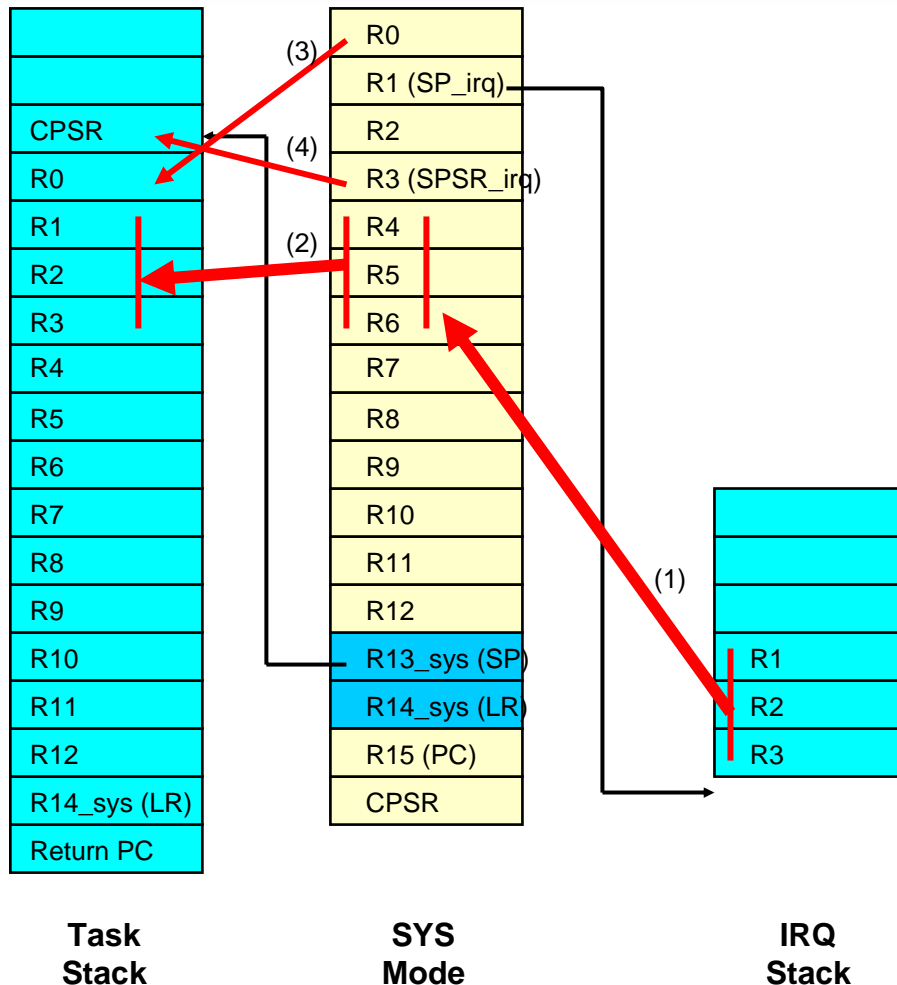 CPSR
R0
R1
R2
R3
R4
R5
R6
R7
R8
R9
R10
R11
R12
R14_sys (LR)
Return PC
Task
Stack
(3)
(4)
(2)
R0
R1 (SP_irq)
R2
R3 (SPSR_irq)
R4
R5
R6
R7
R8
R9
R10
R11
R12
R13_sys (SP)
R14_sys (LR)
R15 (PC)
CPSR
SYS
Mode
(1)
R1
R2
R3
IRQ
Stack